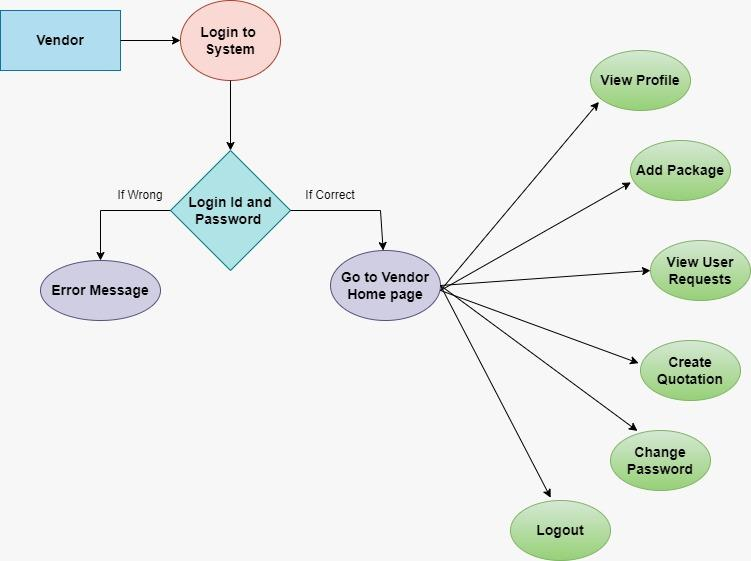 Vendor
Login to
System
If Wrong
Login Id and
Password
If Correct
Error Message
Go to Vendor
Home page
View Profile
Add Package
View User
Requests
Create
Quotation
Change
Password
Logout